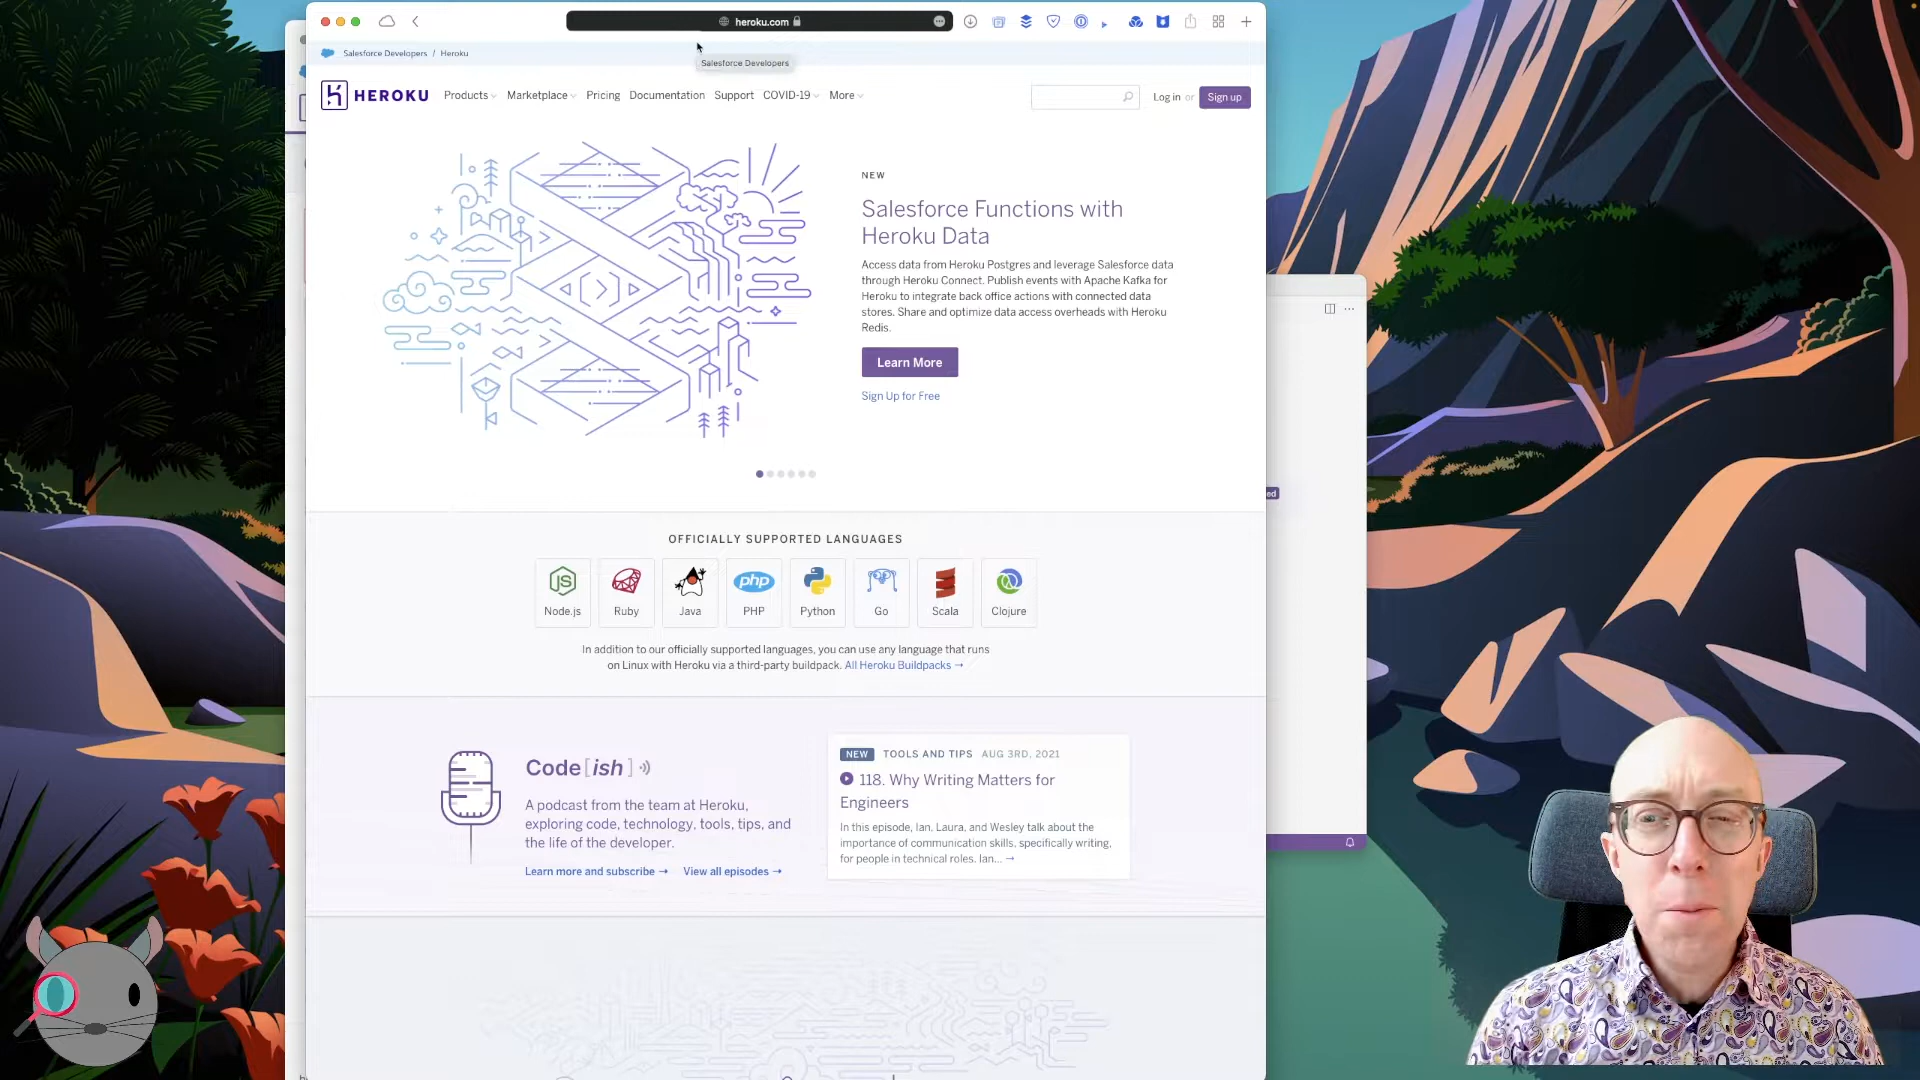 heroku.com
Salesforce Developers / Heroku
Salesforce Developers
HEROKU
Products
Marketplace
Pricing
Documentation
Support
COVID-19
More
Log in or
Sign up
NEW
Salesforce Functions with
Heroku Data
Access data from Heroku Postgres and leverage Salesforce data
through Heroku Connect. Publish events with Apache Kafka for
Heroku to integrate back office actions with connected data
stores. Share and optimize data access overheads with Heroku
Redis.
Learn More
Sign Up for Free
OFFICIALLY SUPPORTED LANGUAGES
JS
php
Node.js
Ruby
Java
PHP
Python
Go
Scala
Clojure
In addition to our officially supported languages, you can use any language that runs
on Linux with Heroku via a third-party buildpack. All Heroku Buildpacks →
Code[ish]
A podcast from the team at Heroku,
exploring code, technology, tools, tips, and
the life of the developer.
Learn more and subscribe → View all episodes →
NEW TOOLS AND TIPS AUG 3RD, 2021
118. Why Writing Matters for
Engineers
In this episode, Ian, Laura, and Wesley talk about the
importance of communication skills, specifically writing,
for people in technical roles. Ian... →
ed